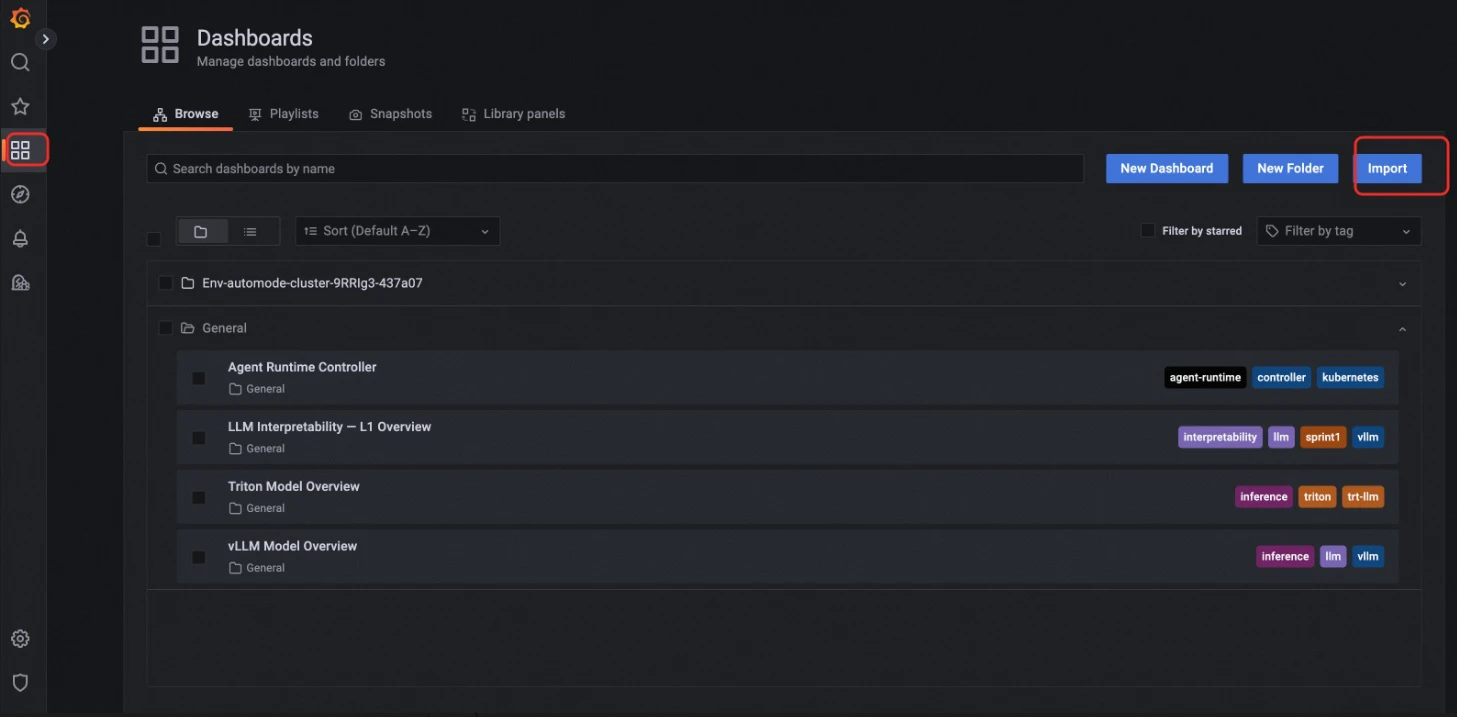 Dashboards
Manage dashboards and folders
Browse Playlists Snapshots Library panels
Search dashboards by name New Dashboard New Folder Import
Sort (Default A–Z) Filter by starred Filter by tag
Env-automode-cluster-9RRIg3-437a07
General
Agent Runtime Controller
General
agent-runtime controller kubernetes
LLM Interpretability — L1 Overview
General
interpretability llm sprint1 vllm
Triton Model Overview
General
inference triton trt-llm
vLLM Model Overview
General
inference llm vllm